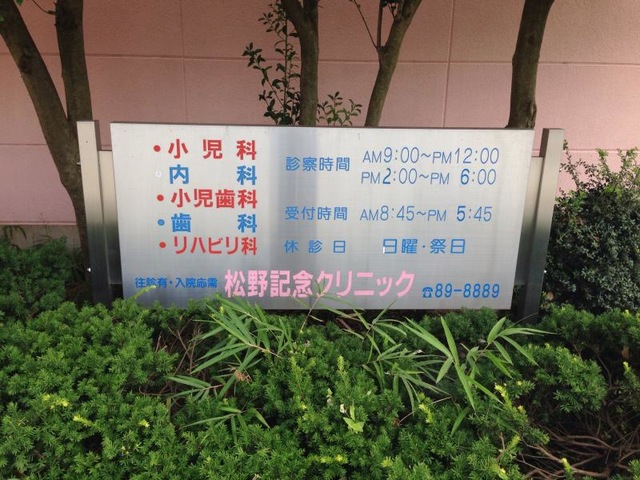 ・小児科
・内科
・小児歯科
・歯科
・リハビリ科
診察時間 AM9:00〜PM12:00
PM2:00〜PM 6:00
受付時間 AM8:45〜PM 5:45
休診日 日曜・祭日
往診有・入院応需 松野記念クリニック ☎89-8889